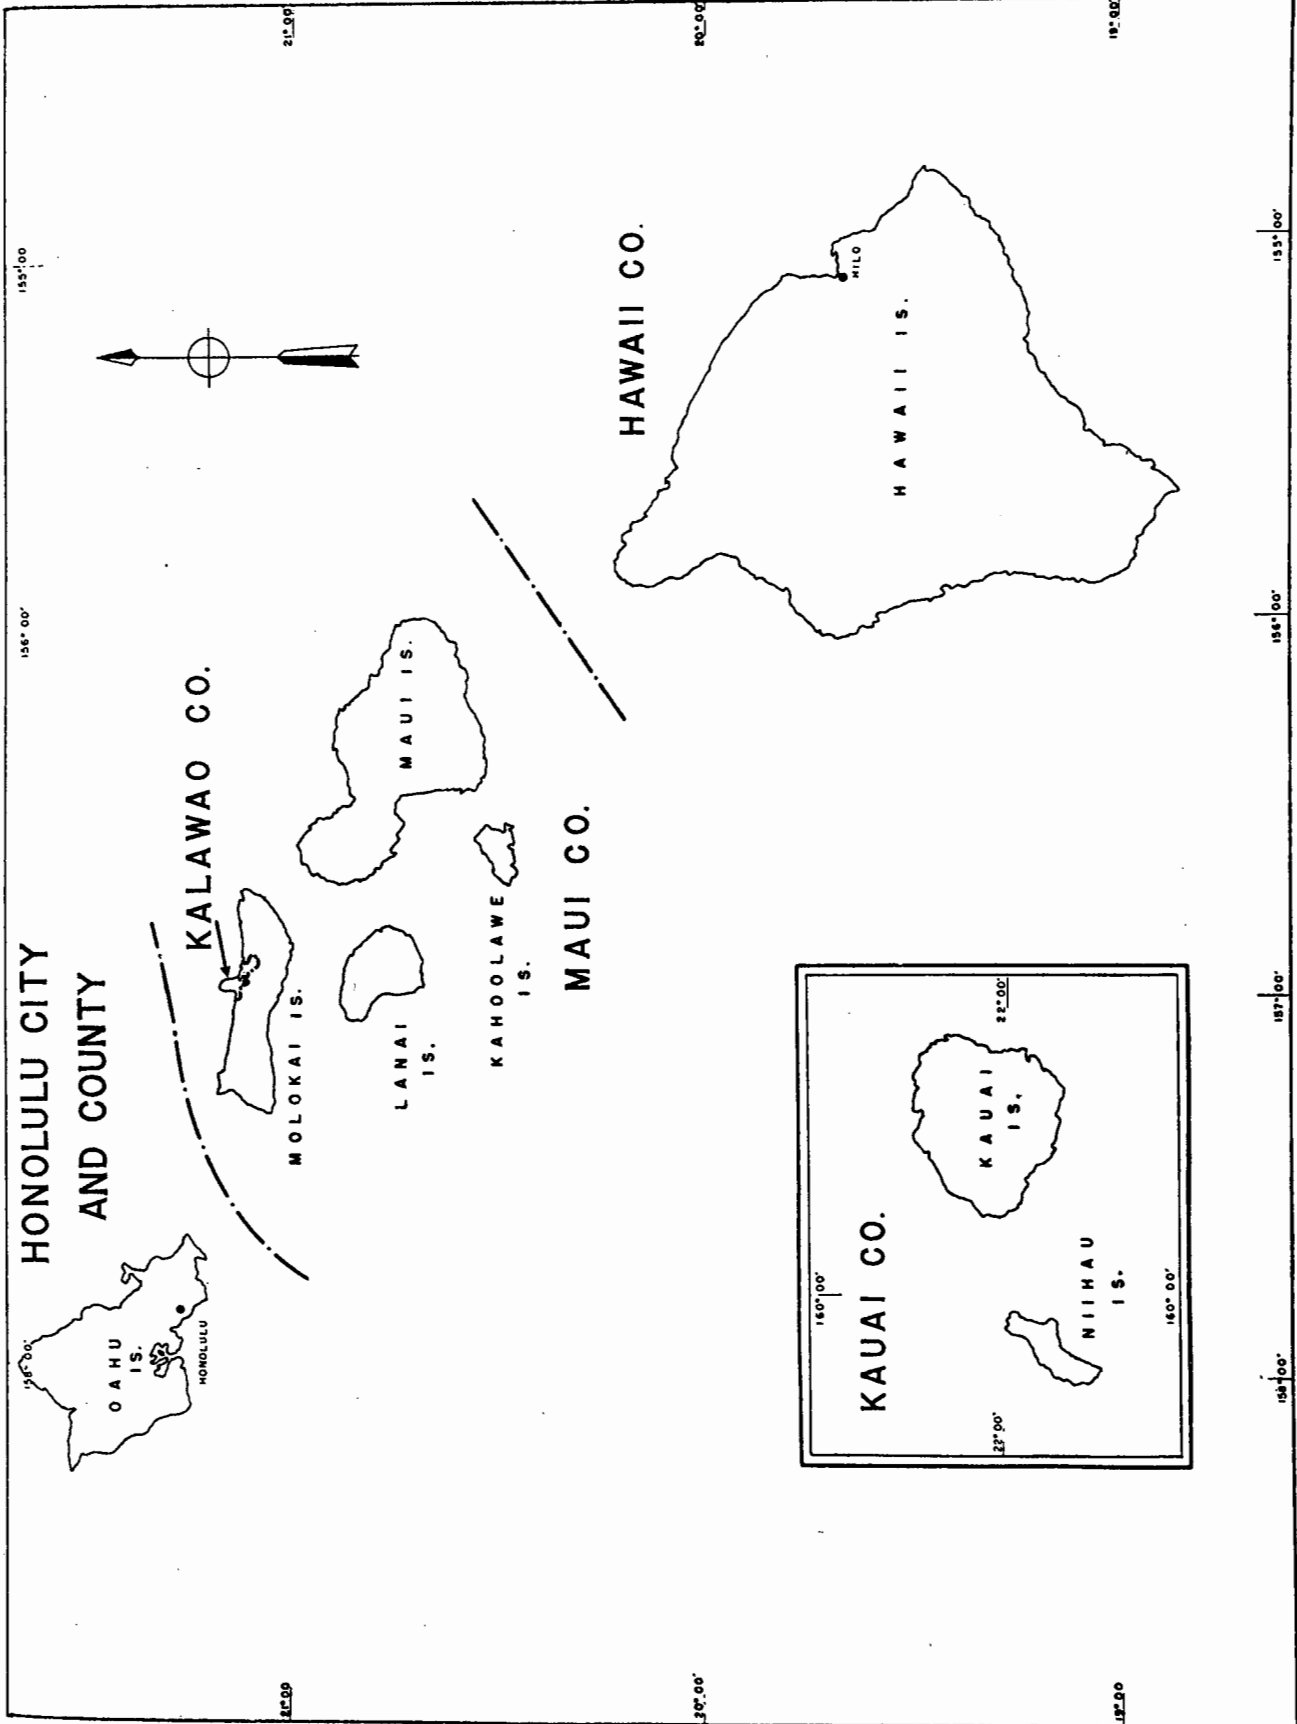 HONOLULU CITY
AND COUNTY
158° 00'
156° 00'
155° 00
OAHU
IS.
HONOLULU
KALAWAO CO.
MOLOKAI IS.
LANAI
IS.
MAUI IS.
KAHOOLAWE
IS.
MAUI CO.
HAWAII CO.
HAWAII IS.
HILO
KAUAI CO.
160° 00'
22° 00'
22° 00'
KAUAI
IS.
NIIHAU
IS.
160° 00'
21° 00
21° 00'
20° 00'
20° 00'
19° 00
19° 00'
158° 00'
157° 00'
156° 00'
155° 00'